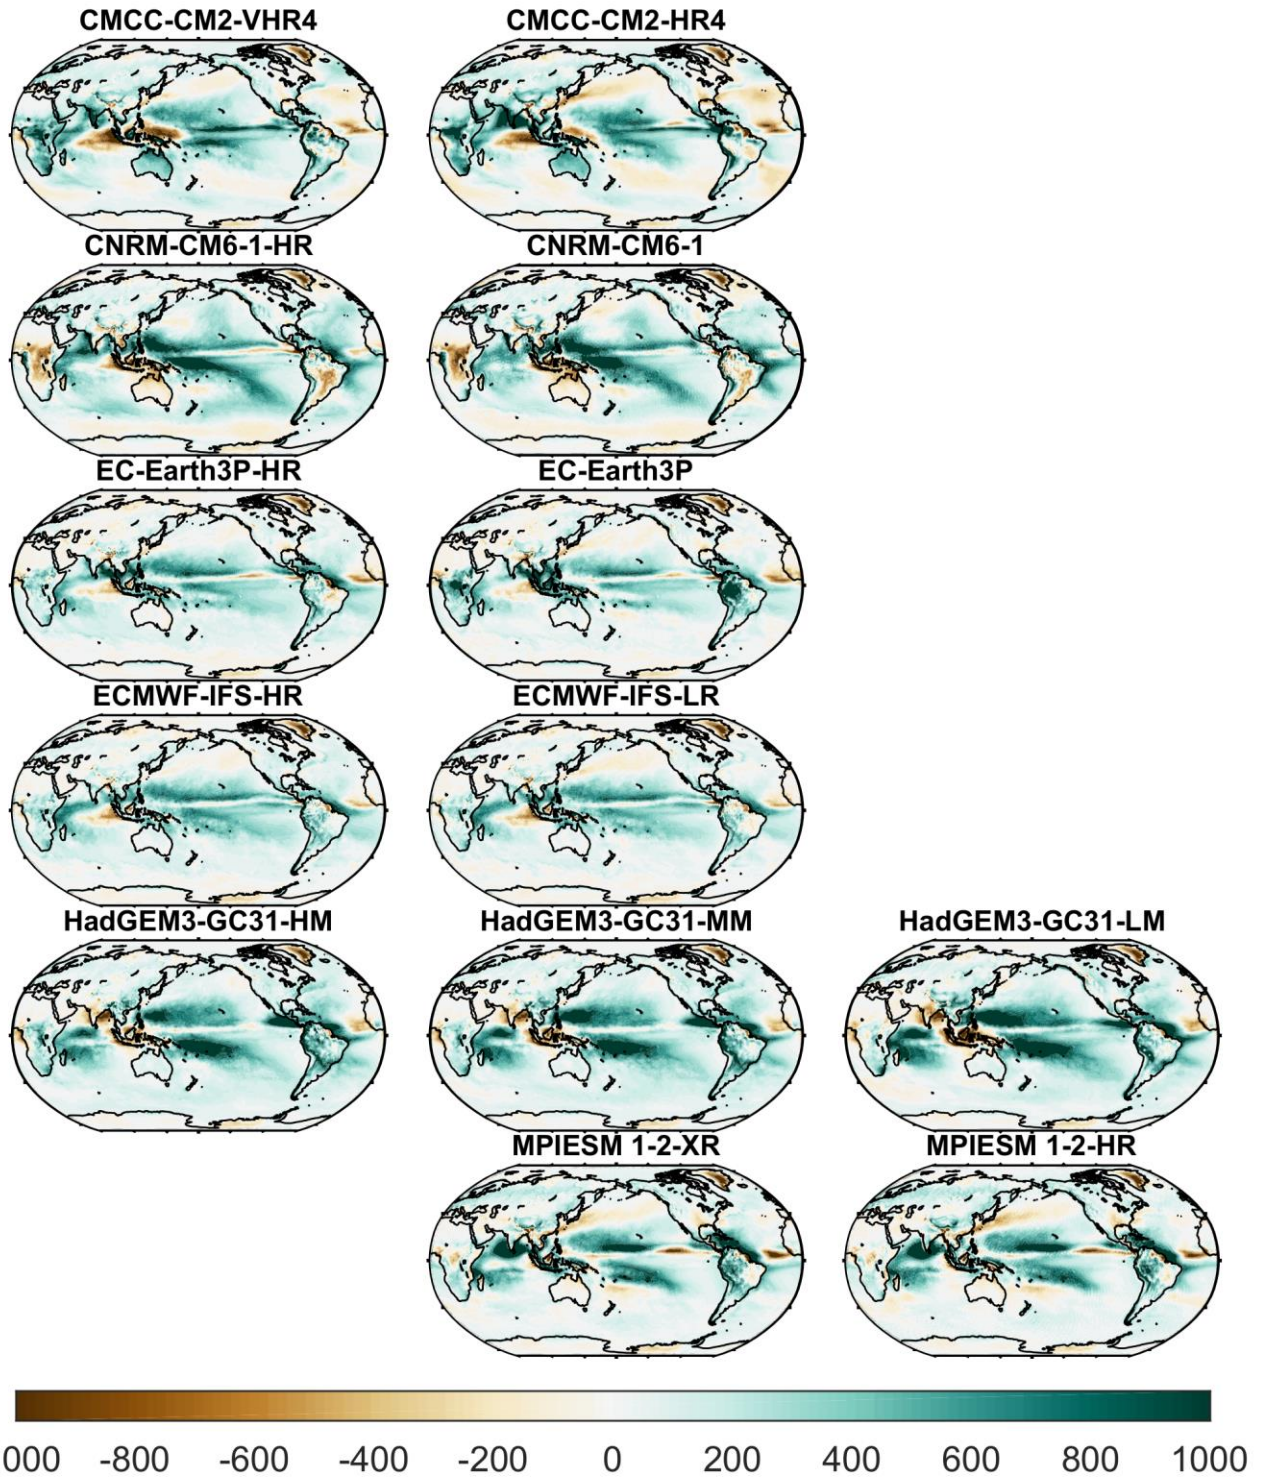 CMCC-CM2-VHR4 CMCC-CM2-HR4
CNRM-CM6-1-HR CNRM-CM6-1
EC-Earth3P-HR EC-Earth3P
ECMWF-IFS-HR ECMWF-IFS-LR
HadGEM3-GC31-HM HadGEM3-GC31-MM HadGEM3-GC31-LM
MPIESM 1-2-XR MPIESM 1-2-HR
000 -800 -600 -400 -200 0 200 400 600 800 1000